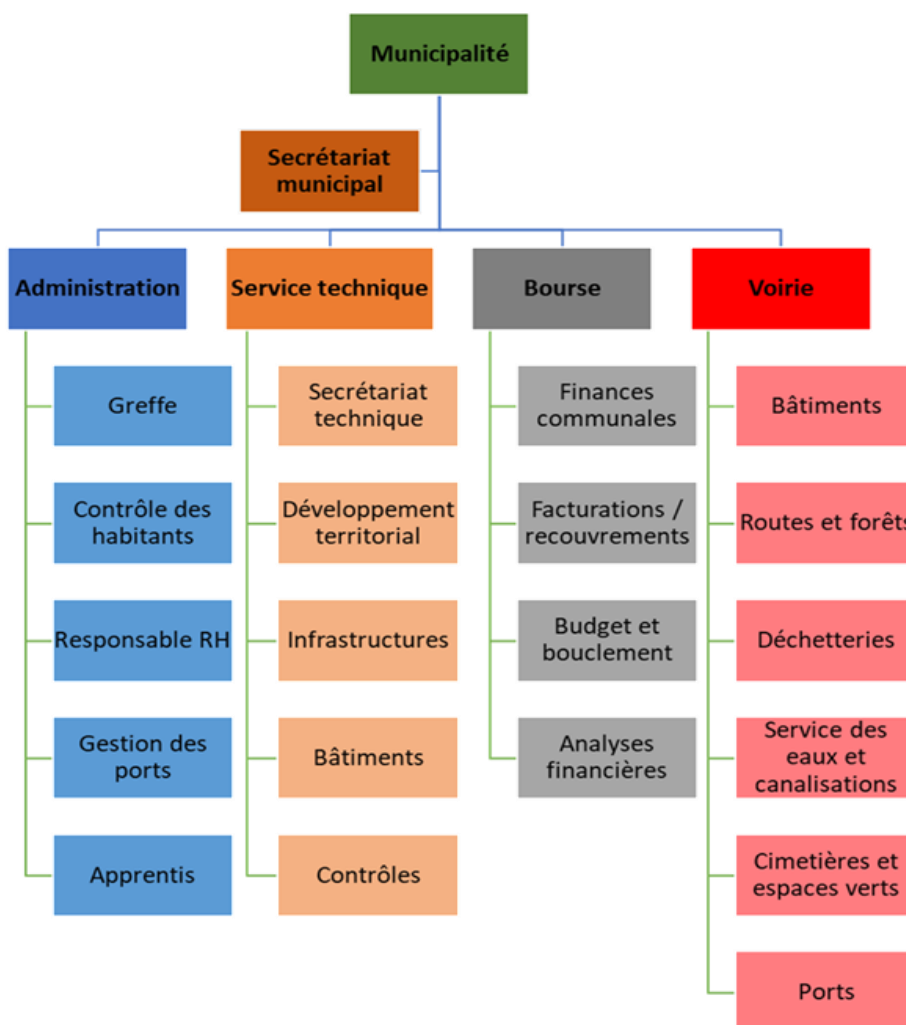 Municipalité
Secrétariat
municipal
Administration
Service technique
Bourse
Voirie
Greffe
Contrôle des
habitants
Responsable RH
Gestion des
ports
Apprentis
Secrétariat
technique
Développement
territorial
Infrastructures
Bâtiments
Contrôles
Finances
communales
Facturations /
recouvrements
Budget et
bouclement
Analyses
financières
Bâtiments
Routes et forêts
Déchetteries
Service des
eaux et
canalisations
Cimetières et
espaces verts
Ports